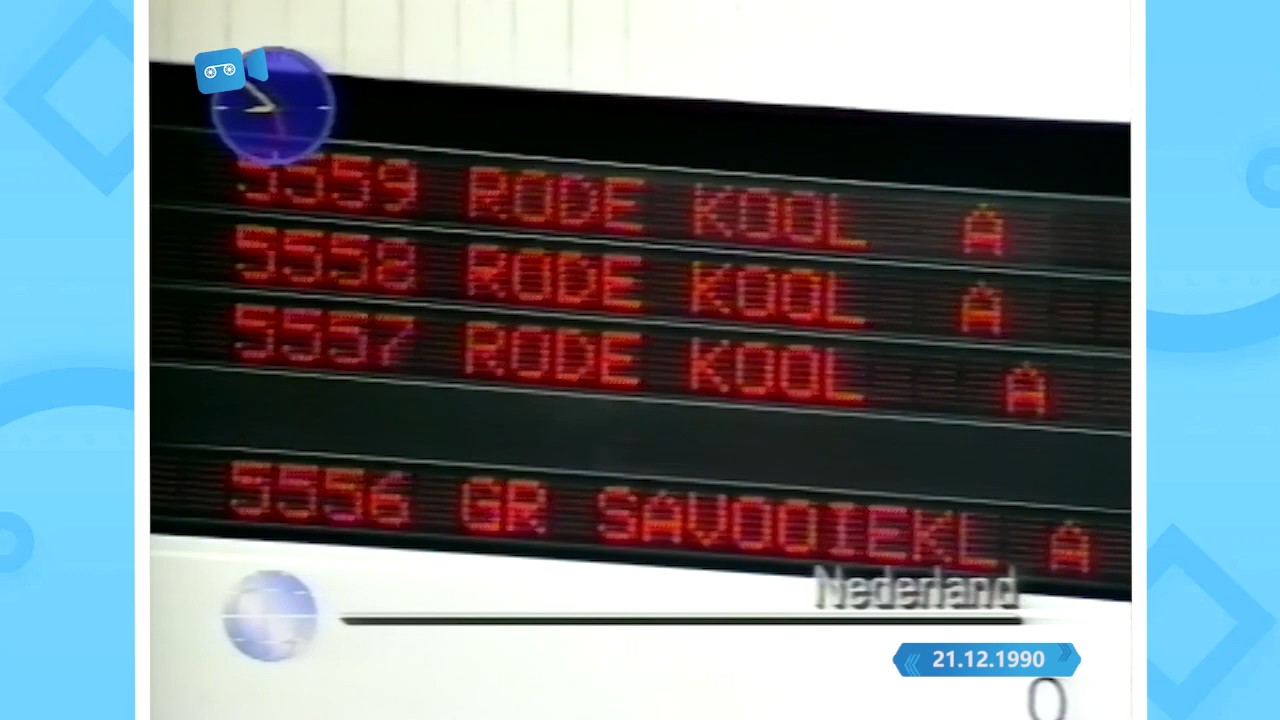 5559 RODE KOOL A
5558 RODE KOOL A
5557 RODE KOOL A
5556 GR SAVOOIEKL A
Nederland
21.12.1990